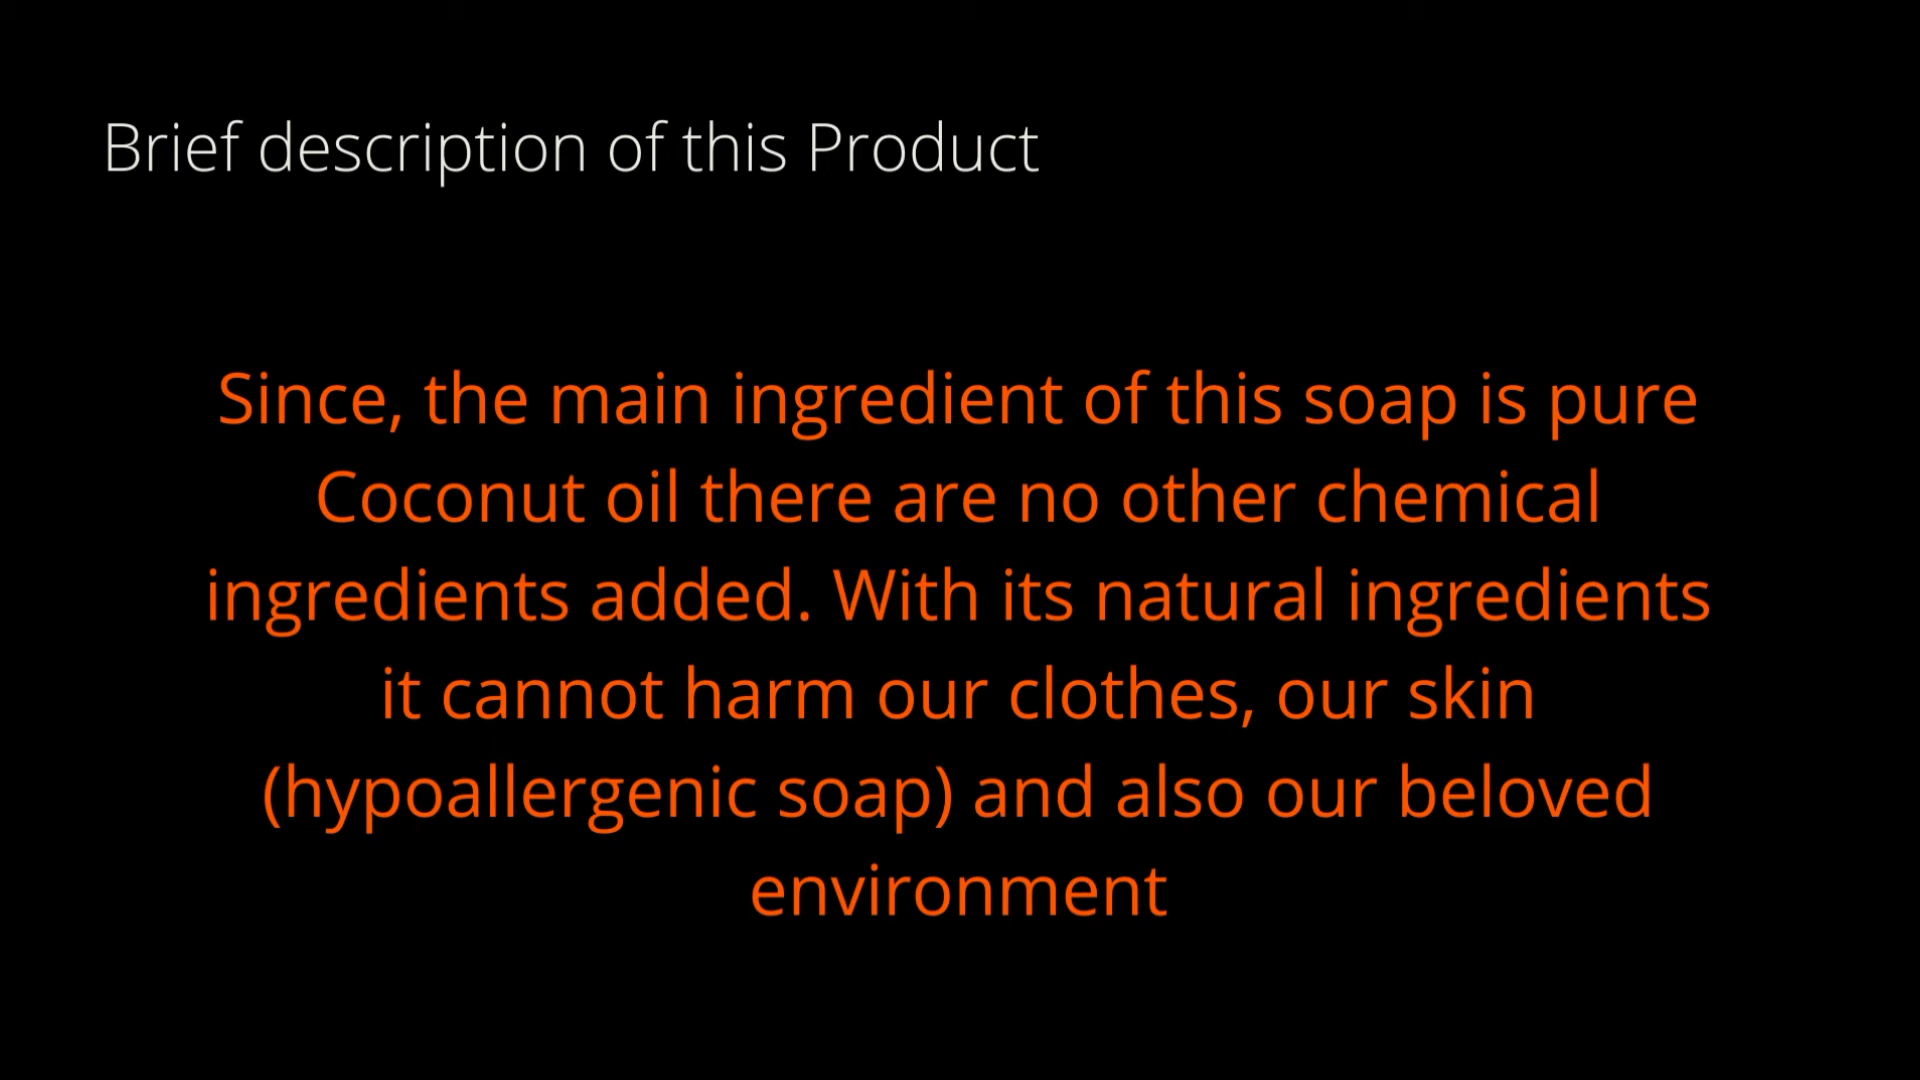 Brief description of this Product
Since, the main ingredient of this soap is pure
Coconut oil there are no other chemical
ingredients added. With its natural ingredients
it cannot harm our clothes, our skin
(hypoallergenic soap) and also our beloved
environment